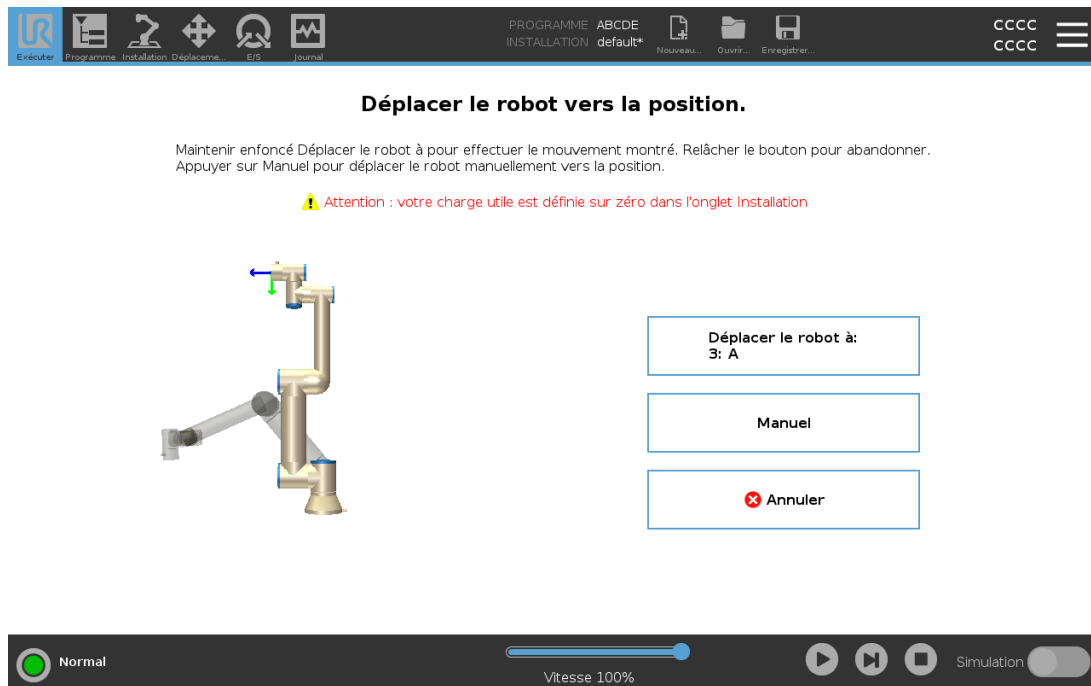 PROGRAMME ABCDE
INSTALLATION default*
CCCC
CCCC
Exécuter Programme Installation Déplaceme... E/S Journal
Nouveau... Ouvrir... Enregistrer...
Déplacer le robot vers la position.
Maintenir enfoncé Déplacer le robot à pour effectuer le mouvement montré. Relâcher le bouton pour abandonner.
Appuyer sur Manuel pour déplacer le robot manuellement vers la position.
Attention : votre charge utile est définie sur zéro dans l'onglet Installation
Déplacer le robot à:
3: A
Manuel
Annuler
Normal
Vitesse 100%
Simulation